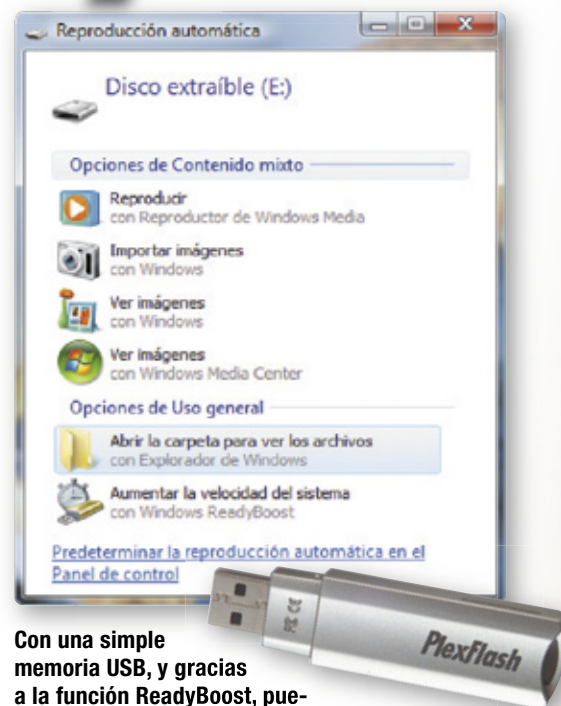 Reproducción automática
Disco extraíble (E:)
Opciones de Contenido mixto
Reproducir
con Reproductor de Windows Media
Importar imágenes
con Windows
Ver imágenes
con Windows
Ver imágenes
con Windows Media Center
Opciones de Uso general
Abrir la carpeta para ver los archivos
con Explorador de Windows
Aumentar la velocidad del sistema
con Windows ReadyBoost
Predeterminar la reproducción automática en el
Panel de control
PlexFlash
Con una simple
memoria USB, y gracias
a la función ReadyBoost, pue-